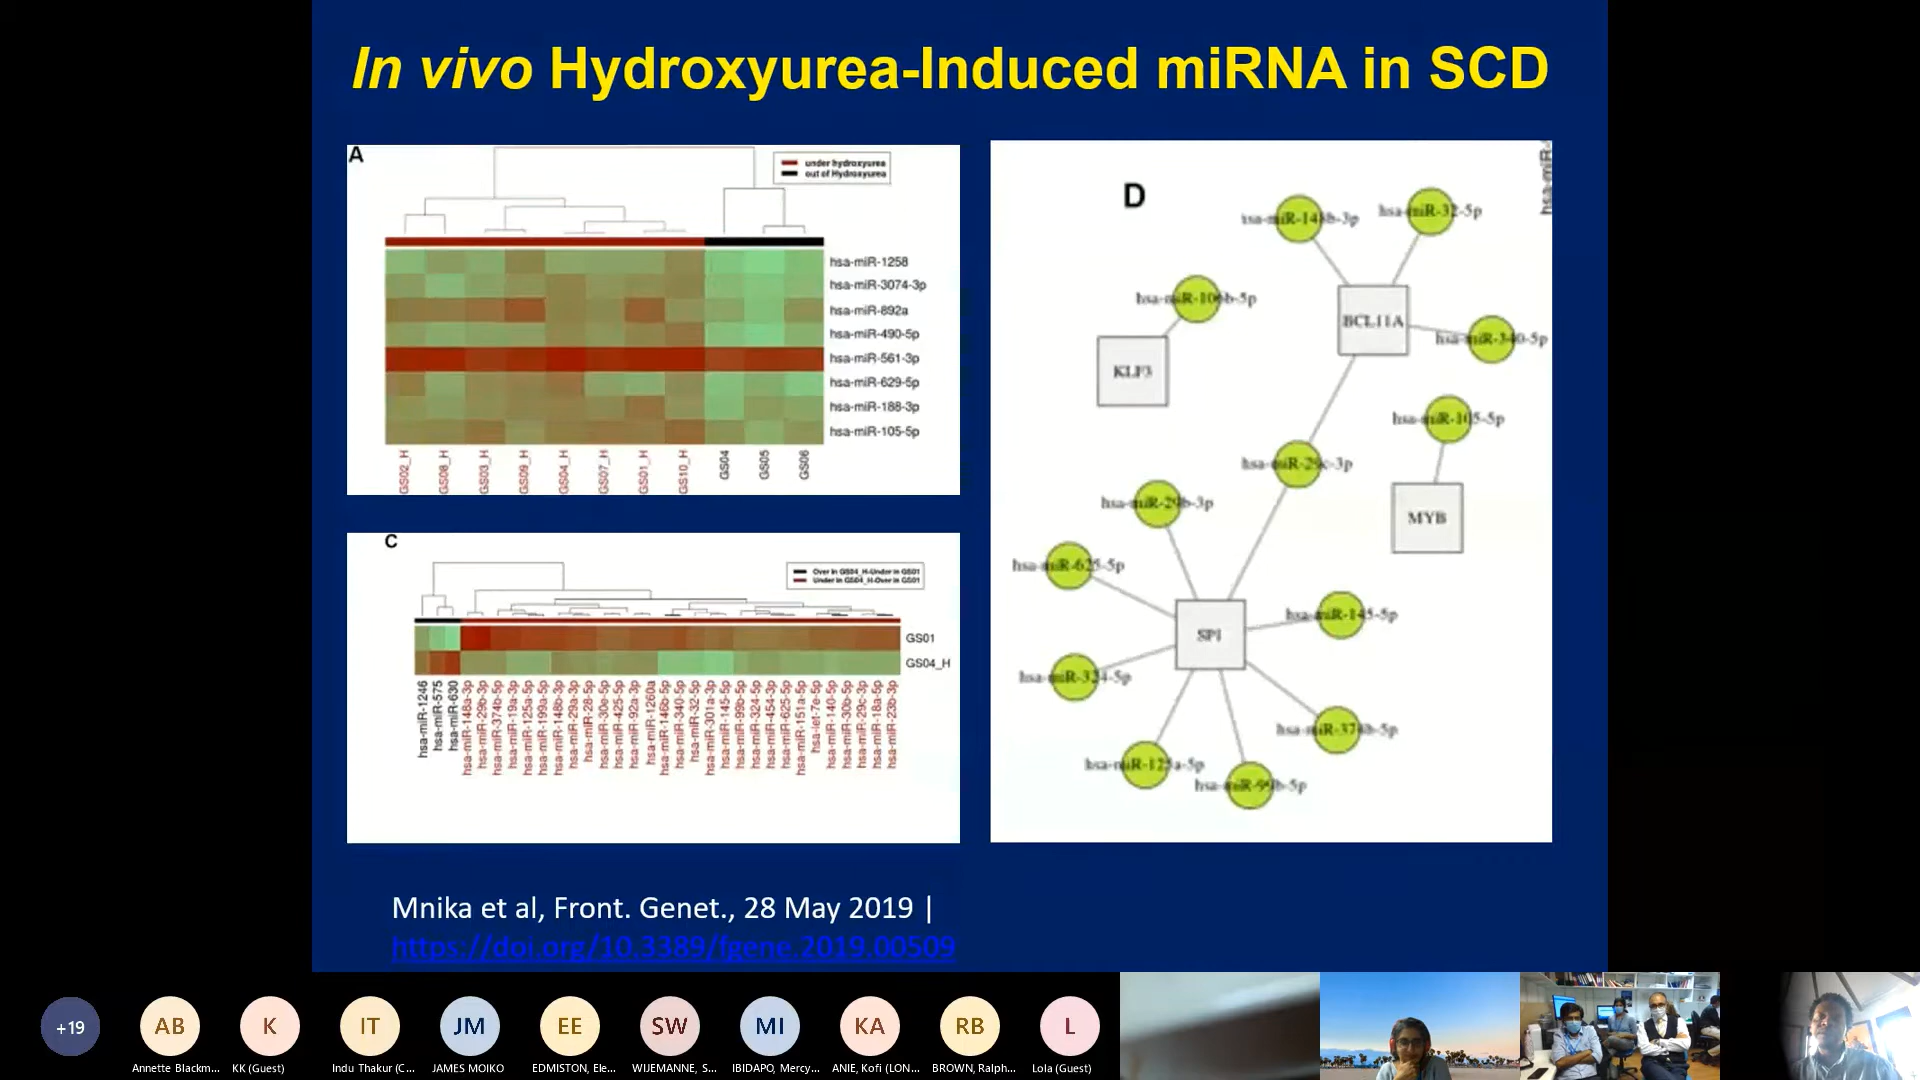 In vivo Hydroxyurea-Induced miRNA in SCD
A
under hydroxyurea
out of Hydroxyurea
hsa-miR-1258
hsa-miR-3074-3p
hsa-miR-892a
hsa-miR-490-5p
hsa-miR-561-3p
hsa-miR-629-5p
hsa-miR-188-3p
hsa-miR-105-5p
GS02_H
GS08_H
GS03_H
GS09_H
GS04_H
GS07_H
GS01_H
GS10_H
GS04
GS05
GS06
C
Over in GS04_H-Under in GS01
Under in GS04_H-Over in GS01
GS01
GS04_H
hsa-miR-1246
hsa-miR-575
hsa-miR-630
hsa-miR-148a-3p
hsa-miR-29b-3p
hsa-miR-374b-5p
hsa-miR-19a-3p
hsa-miR-125a-5p
hsa-miR-199a-5p
hsa-miR-148b-3p
hsa-miR-29a-3p
hsa-miR-28-5p
hsa-miR-30e-5p
hsa-miR-425-5p
hsa-miR-92a-3p
hsa-miR-1260a
hsa-miR-146b-5p
hsa-miR-340-5p
hsa-miR-32-5p
hsa-miR-301a-3p
hsa-miR-145-5p
hsa-miR-99b-5p
hsa-miR-324-5p
hsa-miR-454-3p
hsa-miR-625-5p
hsa-miR-151a-5p
hsa-let-7e-5p
hsa-miR-140-5p
hsa-miR-30b-5p
hsa-miR-29c-3p
hsa-miR-18a-5p
hsa-miR-23b-3p
D
hsa-miR-
hsa-miR-148b-3p
hsa-miR-32-5p
hsa-miR-106b-5p
BCL11A
hsa-miR-340-5p
KLF3
hsa-miR-105-5p
hsa-miR-29c-3p
hsa-miR-29b-3p
MYB
hsa-miR-625-5p
hsa-miR-145-5p
SP1
hsa-miR-324-5p
hsa-miR-374b-5p
hsa-miR-125a-5p
hsa-miR-99b-5p
Mnika et al, Front. Genet., 28 May 2019 |
https://doi.org/10.3389/fgene.2019.00509
+19
AB
K
IT
JM
EE
SW
MI
KA
RB
L
Annette Blackm...
KK (Guest)
Indu Thakur (C...
JAMES MOIKO
EDMISTON, Ele...
WIJEMANNE, S...
IBIDAPO, Mercy...
ANIE, Kofi (LON...
BROWN, Ralph...
Lola (Guest)